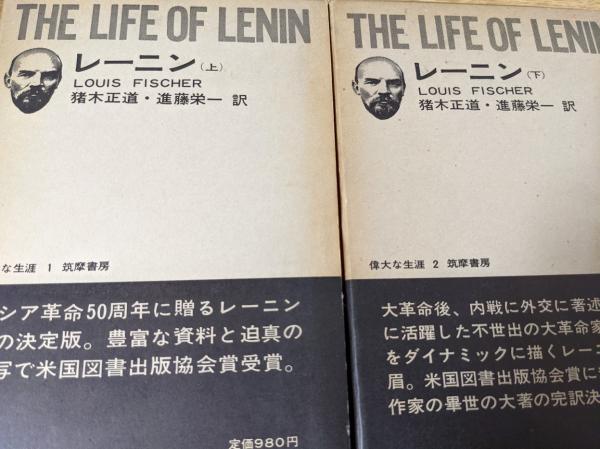 THE LIFE OF LENIN
レーニン(上)
LOUIS FISCHER
猪木正道・進藤栄一 訳
な生涯 1 筑摩書房
シア革命50周年に贈るレーニン
の決定版。豊富な資料と迫真の
写で米国図書出版協会賞受賞。
定価980円
THE LIFE OF LENIN
レーニン(下)
LOUIS FISCHER
猪木正道・進藤栄一 訳
偉大な生涯 2 筑摩書房
大革命後、内戦に外交に著述
に活躍した不世出の大革命家
をダイナミックに描くレー
眉。米国図書出版協会賞に
作家の畢世の大著の完訳決